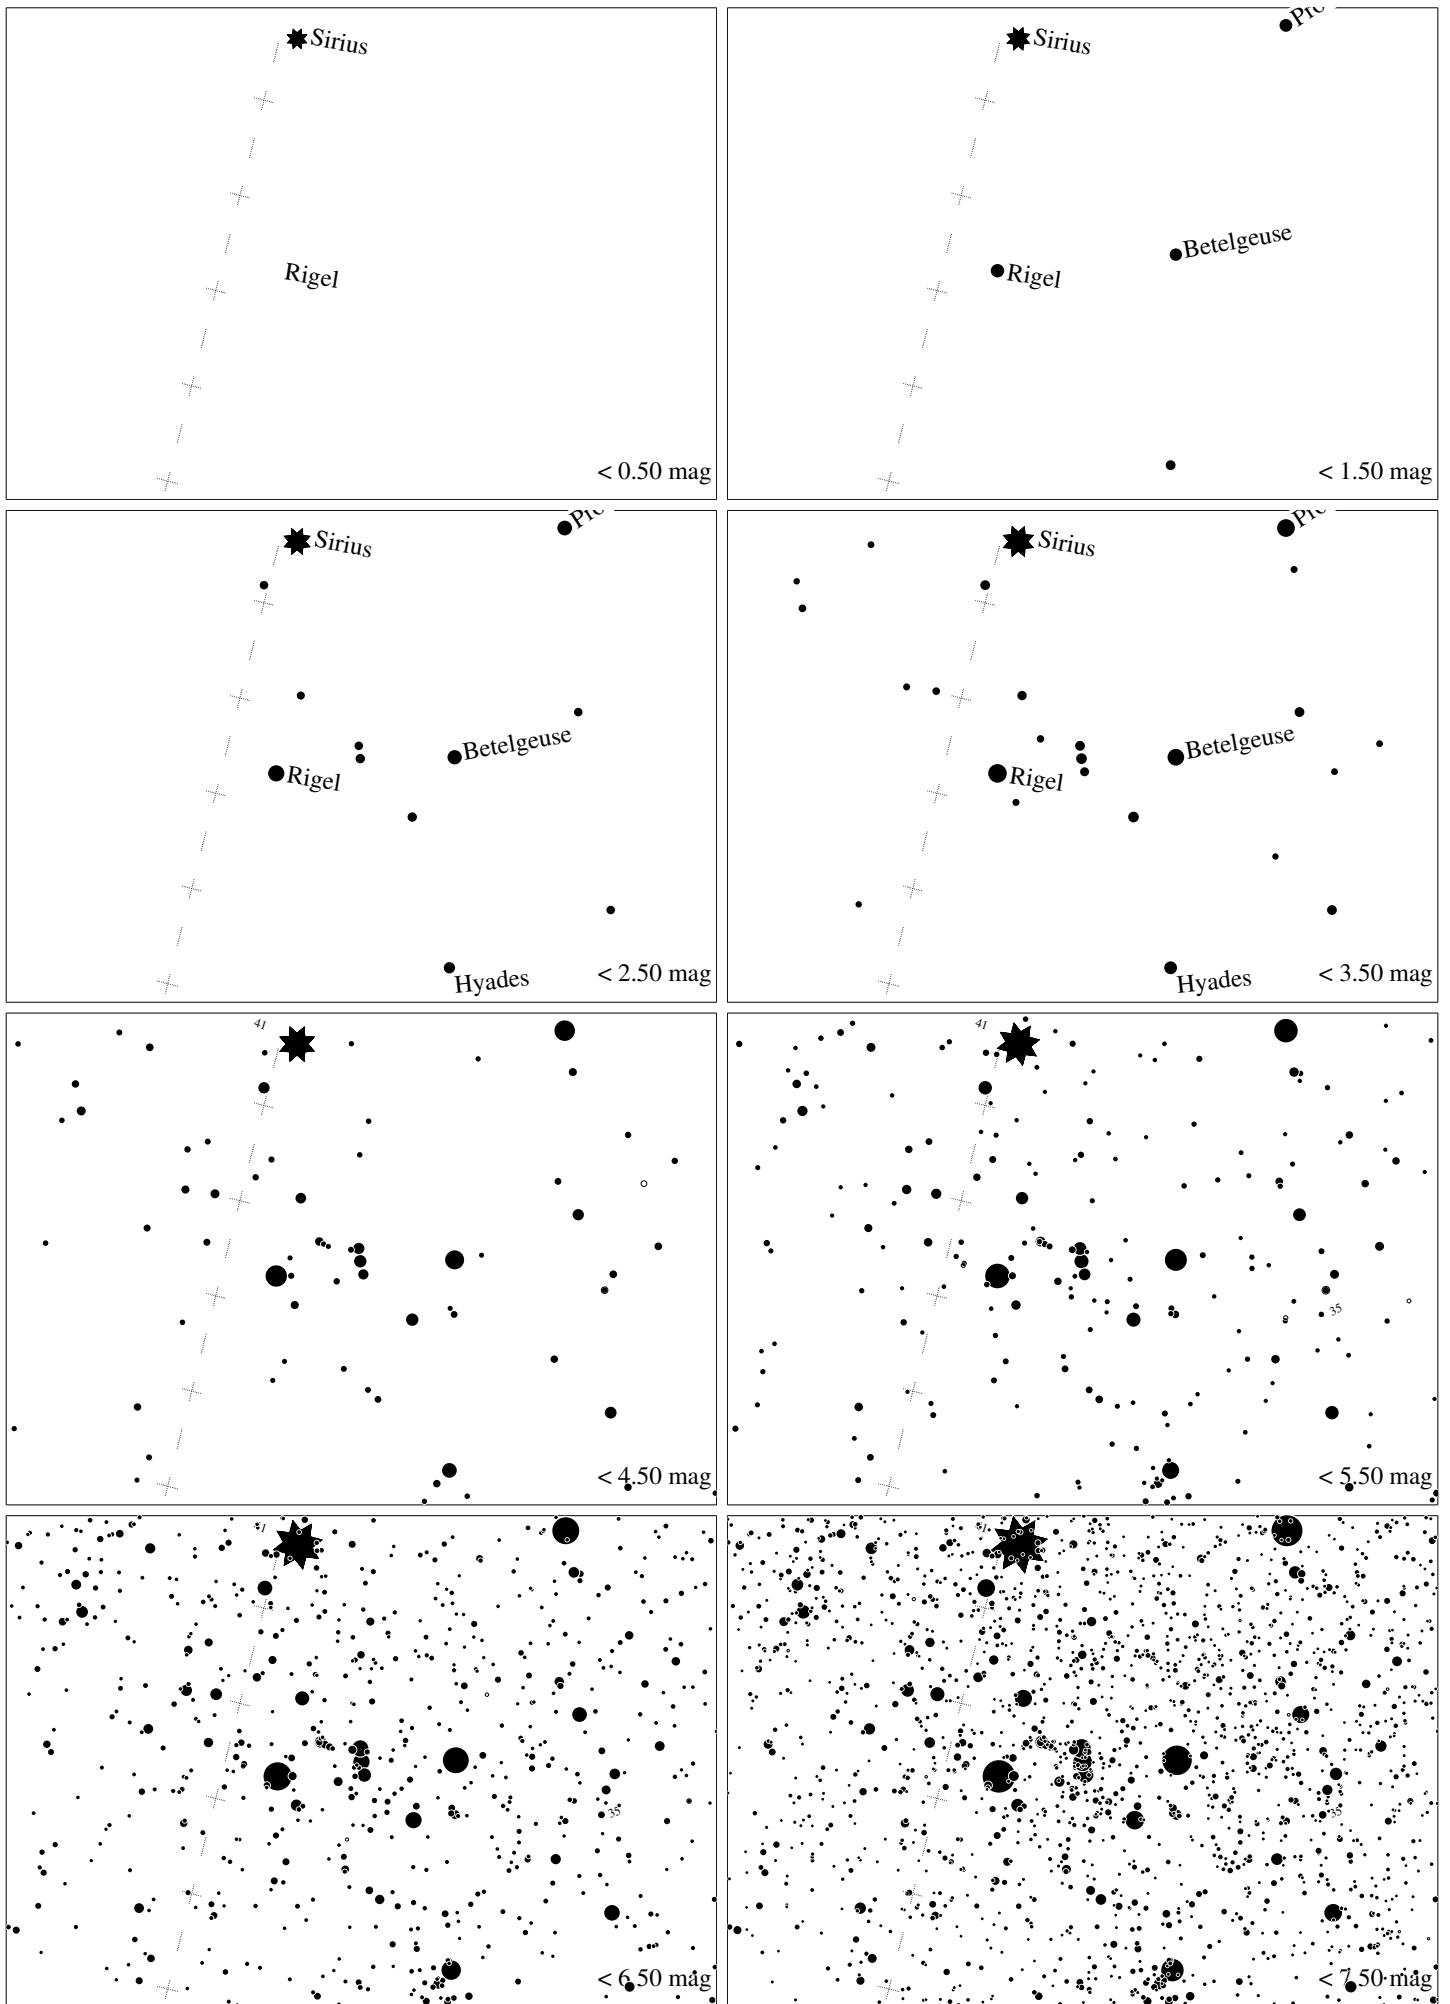 Sirius
Rigel
< 0.50 mag
Sirius
Betelgeuse
Rigel
< 1.50 mag
Sirius
Betelgeuse
Rigel
Hyades
< 2.50 mag
Sirius
Betelgeuse
Rigel
Hyades
< 3.50 mag
41
< 4.50 mag
41
35
< 5.50 mag
35
< 6.50 mag
35
< 7.50 mag